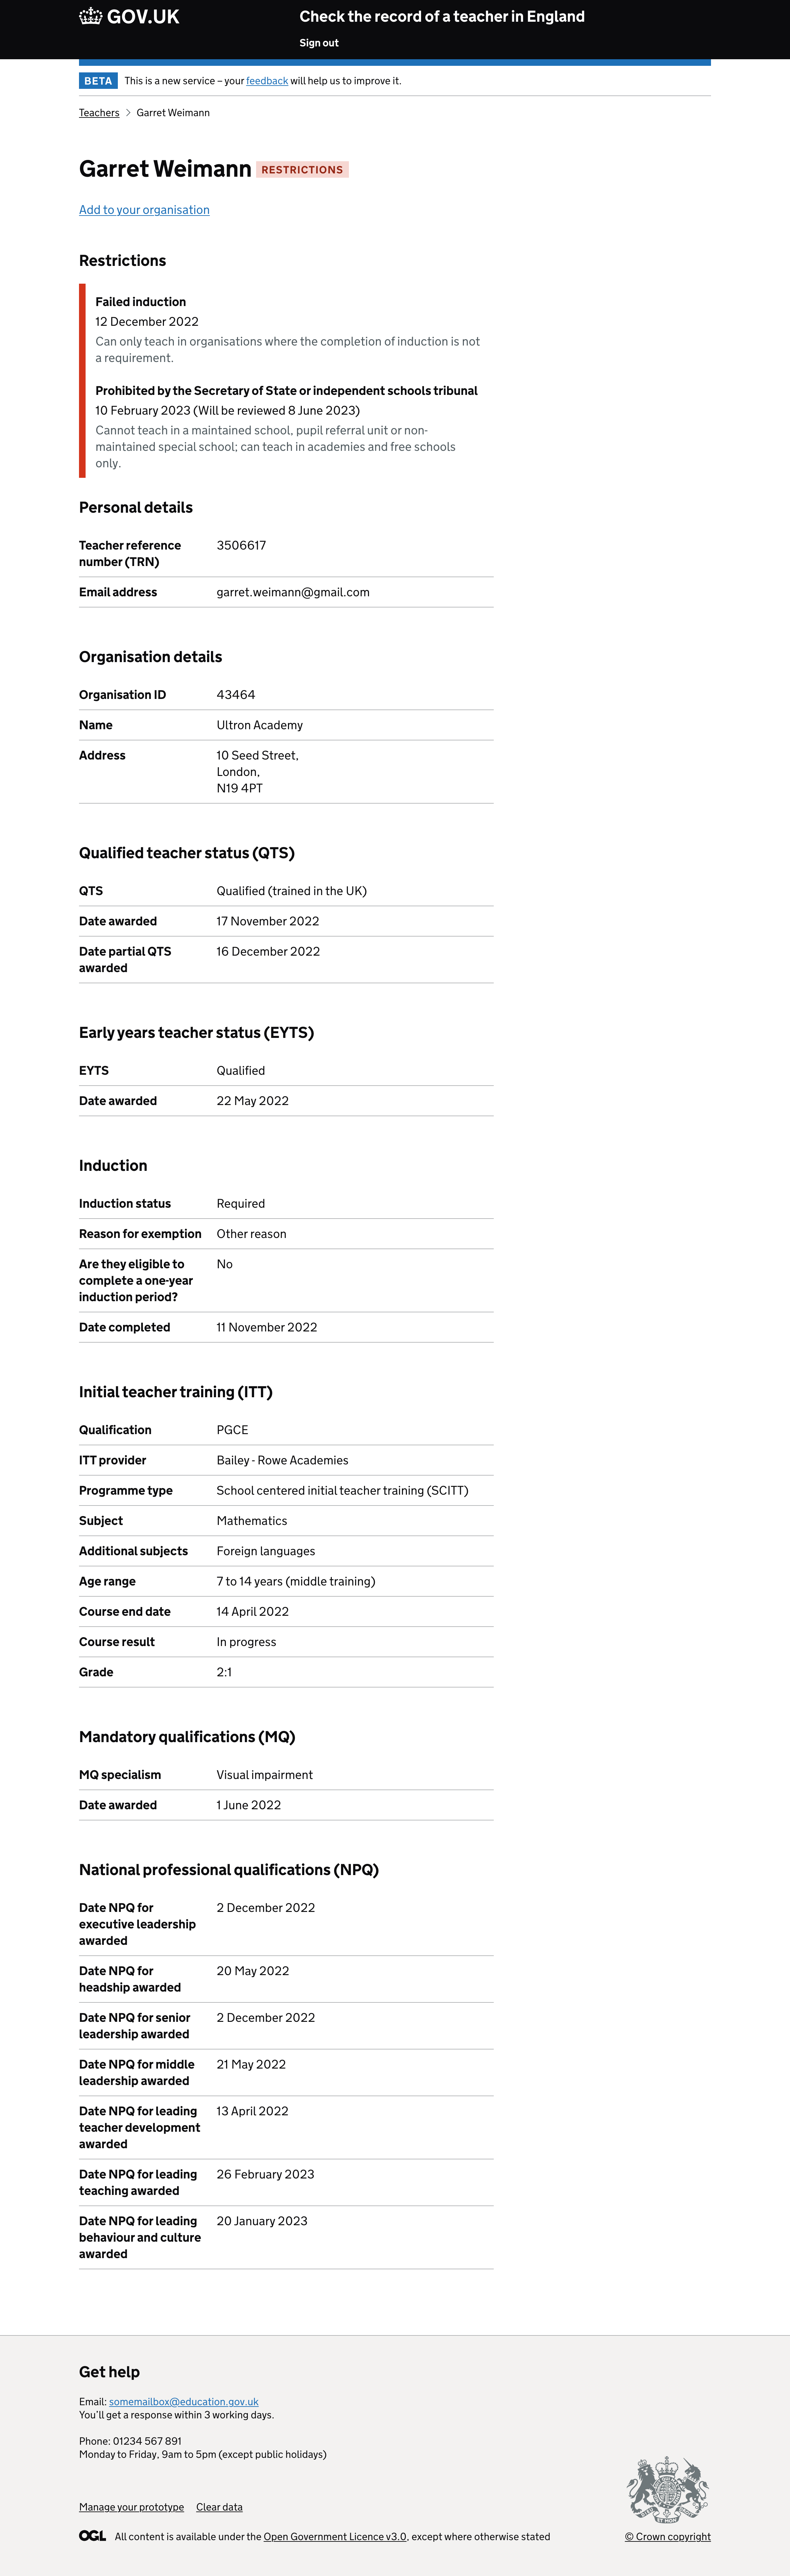 GOV.UK
Check the record of a teacher in England
Sign out
BETA This is a new service – your feedback will help us to improve it.
Teachers > Garret Weimann
Garret Weimann RESTRICTIONS
Add to your organisation
Restrictions
Failed induction
12 December 2022
Can only teach in organisations where the completion of induction is not
a requirement.
Prohibited by the Secretary of State or independent schools tribunal
10 February 2023 (Will be reviewed 8 June 2023)
Cannot teach in a maintained school, pupil referral unit or non-
maintained special school; can teach in academies and free schools
only.
Personal details
Teacher reference 3506617
number (TRN)
Email address garret.weimann@gmail.com
Organisation details
Organisation ID 43464
Name Ultron Academy
Address 10 Seed Street,
London,
N19 4PT
Qualified teacher status (QTS)
QTS Qualified (trained in the UK)
Date awarded 17 November 2022
Date partial QTS 16 December 2022
awarded
Early years teacher status (EYTS)
EYTS Qualified
Date awarded 22 May 2022
Induction
Induction status Required
Reason for exemption Other reason
Are they eligible to No
complete a one-year
induction period?
Date completed 11 November 2022
Initial teacher training (ITT)
Qualification PGCE
ITT provider Bailey - Rowe Academies
Programme type School centered initial teacher training (SCITT)
Subject Mathematics
Additional subjects Foreign languages
Age range 7 to 14 years (middle training)
Course end date 14 April 2022
Course result In progress
Grade 2:1
Mandatory qualifications (MQ)
MQ specialism Visual impairment
Date awarded 1 June 2022
National professional qualifications (NPQ)
Date NPQ for 2 December 2022
executive leadership
awarded
Date NPQ for 20 May 2022
headship awarded
Date NPQ for senior 2 December 2022
leadership awarded
Date NPQ for middle 21 May 2022
leadership awarded
Date NPQ for leading 13 April 2022
teacher development
awarded
Date NPQ for leading 26 February 2023
teaching awarded
Date NPQ for leading 20 January 2023
behaviour and culture
awarded
Get help
Email: somemailbox@education.gov.uk
You’ll get a response within 3 working days.
Phone: 01234 567 891
Monday to Friday, 9am to 5pm (except public holidays)
Manage your prototype Clear data
OGL All content is available under the Open Government Licence v3.0, except where otherwise stated
© Crown copyright